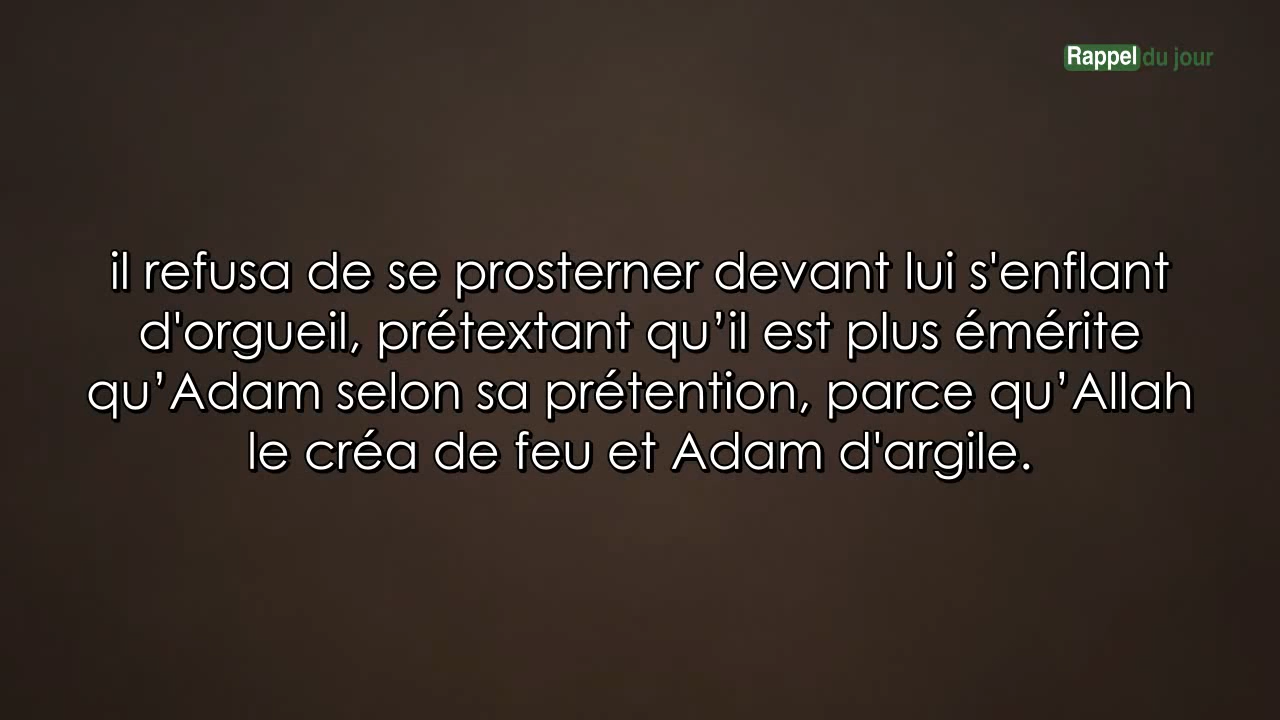 Rappel du jour
il refusa de se prosterner devant lui s'enflant
d'orgueil, prétextant qu’il est plus émérite
qu’Adam selon sa prétention, parce qu’Allah
le créa de feu et Adam d'argile.